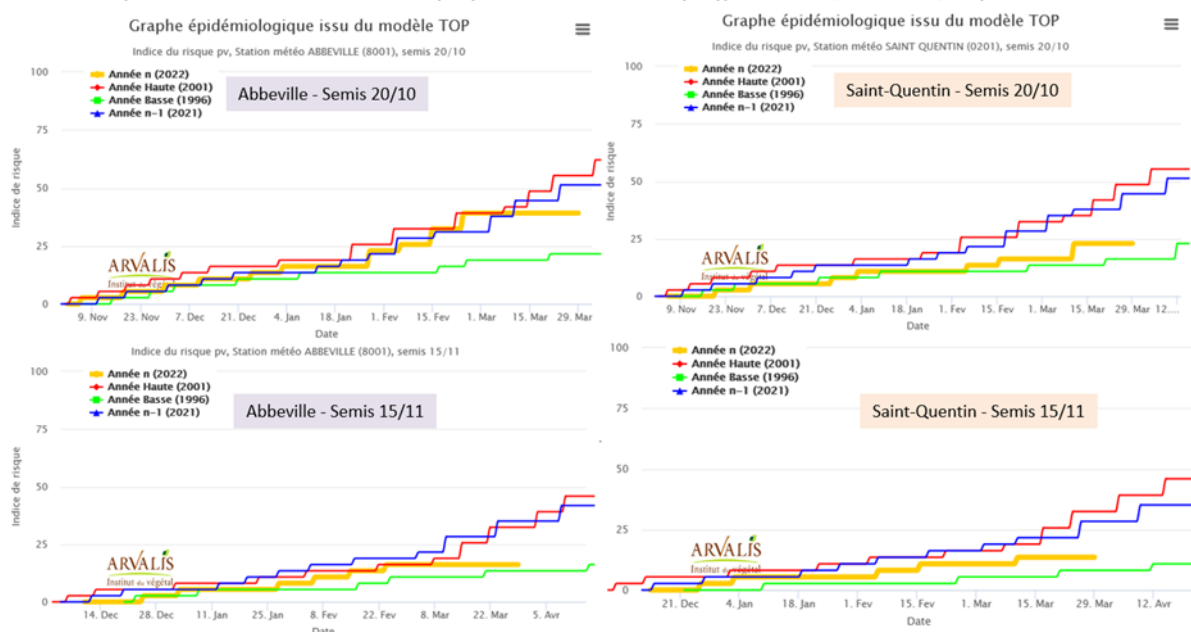 Graphe épidémiologique issu du modèle TOP
Indice du risque pv, Station météo ABBEVILLE (8001), semis 20/10
100
75
50
25
0
Indice de risque
Année n (2022)
Année Haute (2001)
Année Basse (1996)
Année n-1 (2021)
Abbeville - Semis 20/10
ARVALIS
Institut du végétal
9. Nov 23. Nov 7. Dec 21. Dec 4. Jan 18. Jan 1. Fev 15. Fev 1. Mar 15. Mar 29. Mar
Date
Graphe épidémiologique issu du modèle TOP
Indice du risque pv, Station météo SAINT QUENTIN (0201), semis 20/10
100
75
50
25
0
Indice de risque
Année n (2022)
Année Haute (2001)
Année Basse (1996)
Année n-1 (2021)
Saint-Quentin - Semis 20/10
ARVALIS
Institut du végétal
9. Nov 23. Nov 7. Dec 21. Dec 4. Jan 18. Jan 1. Fev 15. Fev 1. Mar 15. Mar 29. Mar 12....
Date
Indice du risque pv, Station météo ABBEVILLE (8001), semis 15/11
100
75
50
25
0
Indice de risque
Année n (2022)
Année Haute (2001)
Année Basse (1996)
Année n-1 (2021)
Abbeville - Semis 15/11
ARVALIS
Institut du végétal
14. Dec 28. Dec 11. Jan 25. Jan 8. Fev 22. Fev 8. Mar 22. Mar 5. Avr
Date
100
75
50
25
0
Indice de risque
Année n (2022)
Année Haute (2001)
Année Basse (1996)
Année n-1 (2021)
Saint-Quentin - Semis 15/11
ARVALIS
Institut du végétal
21. Dec 4. Jan 18. Jan 1. Fev 15. Fev 1. Mar 15. Mar 29. Mar 12. Avr
Date